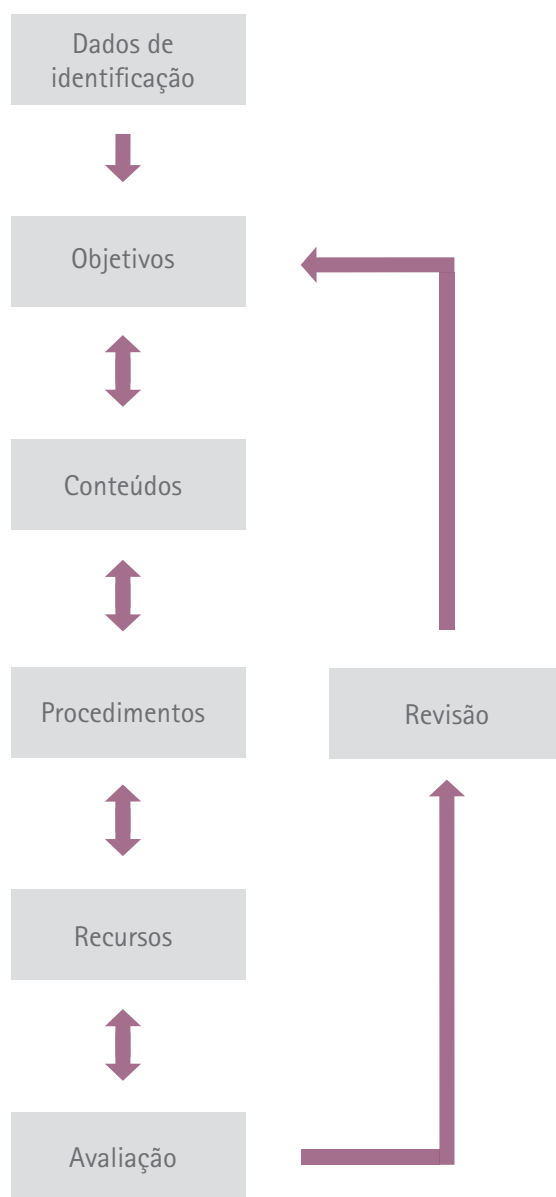 Dados de
identificação
Objetivos
Conteúdos
Procedimentos
Revisão
Recursos
Avaliação